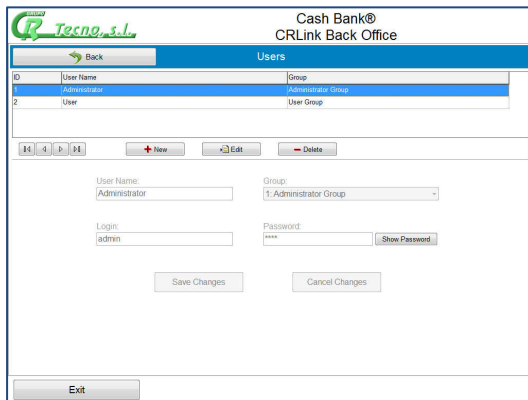 GRUPO
CR Tecno, s.l.
Cash Bank®
CRLink Back Office
Back
Users
ID User Name Group
1 Administrator Administrator Group
2 User User Group
New Edit Delete
User Name: Group:
Administrator 1: Administrator Group
Login: Password:
admin **** Show Password
Save Changes Cancel Changes
Exit